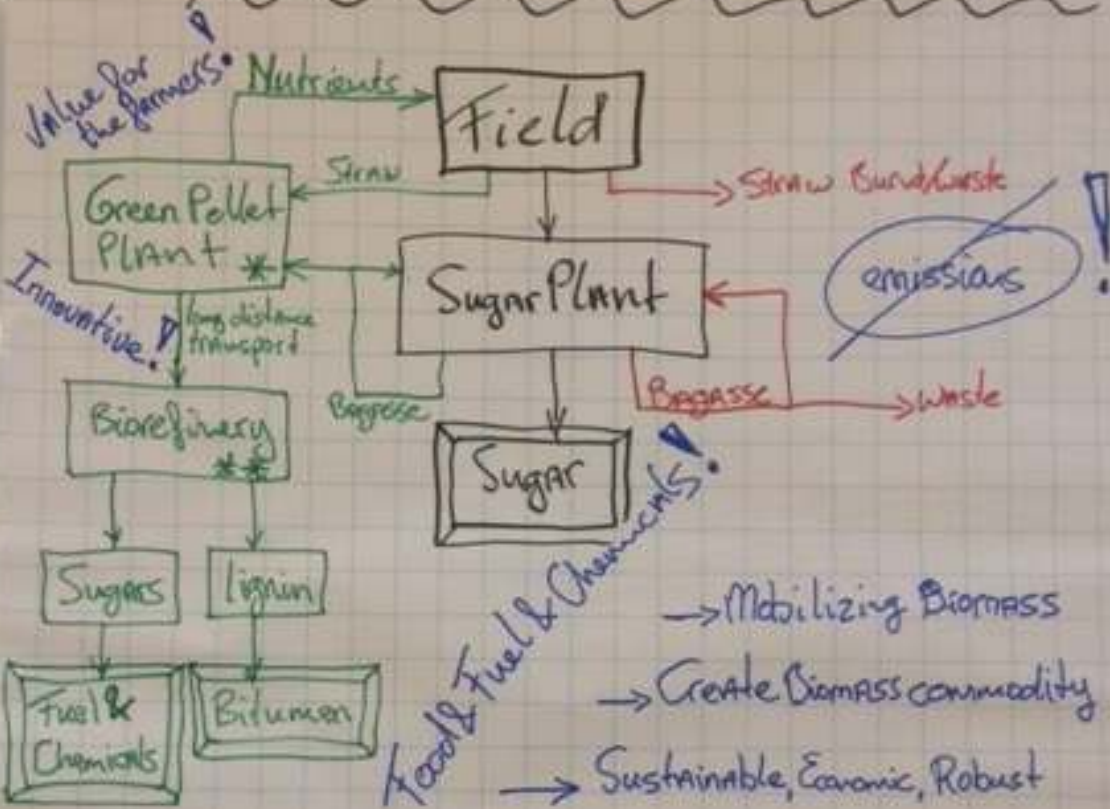 Value for
the farmers!
Nutrients
Field
Straw
Straw Burnt/Waste
Green Pellet
Plant *
Sugar Plant
emissions
!
Innovative!
long distance
transport
Bagasse
Bagasse
Waste
Biorefinery
**
Sugar
Sugars
Lignin
Food & Fuel & Chemicals!
Fuel &
Chemicals
Bitumen
→ Mobilizing Biomass
→ Create Biomass commodity
→ Sustainable, Economic, Robust